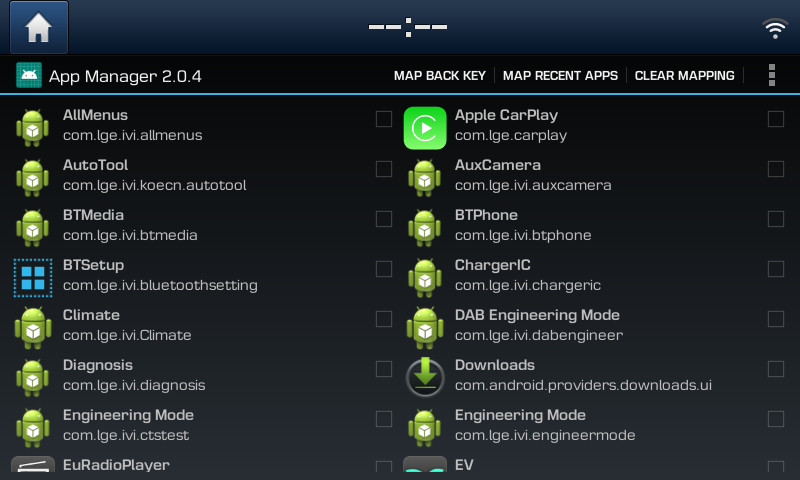 App Manager 2.0.4
MAP BACK KEY
MAP RECENT APPS
CLEAR MAPPING
AllMenus
com.lge.ivi.allmenus
Apple CarPlay
com.lge.carplay
AutoTool
com.lge.ivi.koecn.autotool
AuxCamera
com.lge.ivi.auxcamera
BTMedia
com.lge.ivi.btmedia
BTPhone
com.lge.ivi.btphone
BTSetup
com.lge.ivi.bluetoothsetting
ChargerIC
com.lge.ivi.chargeric
Climate
com.lge.ivi.Climate
DAB Engineering Mode
com.lge.ivi.dabengineer
Diagnosis
com.lge.ivi.diagnosis
Downloads
com.android.providers.downloads.ui
Engineering Mode
com.lge.ivi.ctstest
Engineering Mode
com.lge.ivi.engineermode
EuRadioPlayer
EV